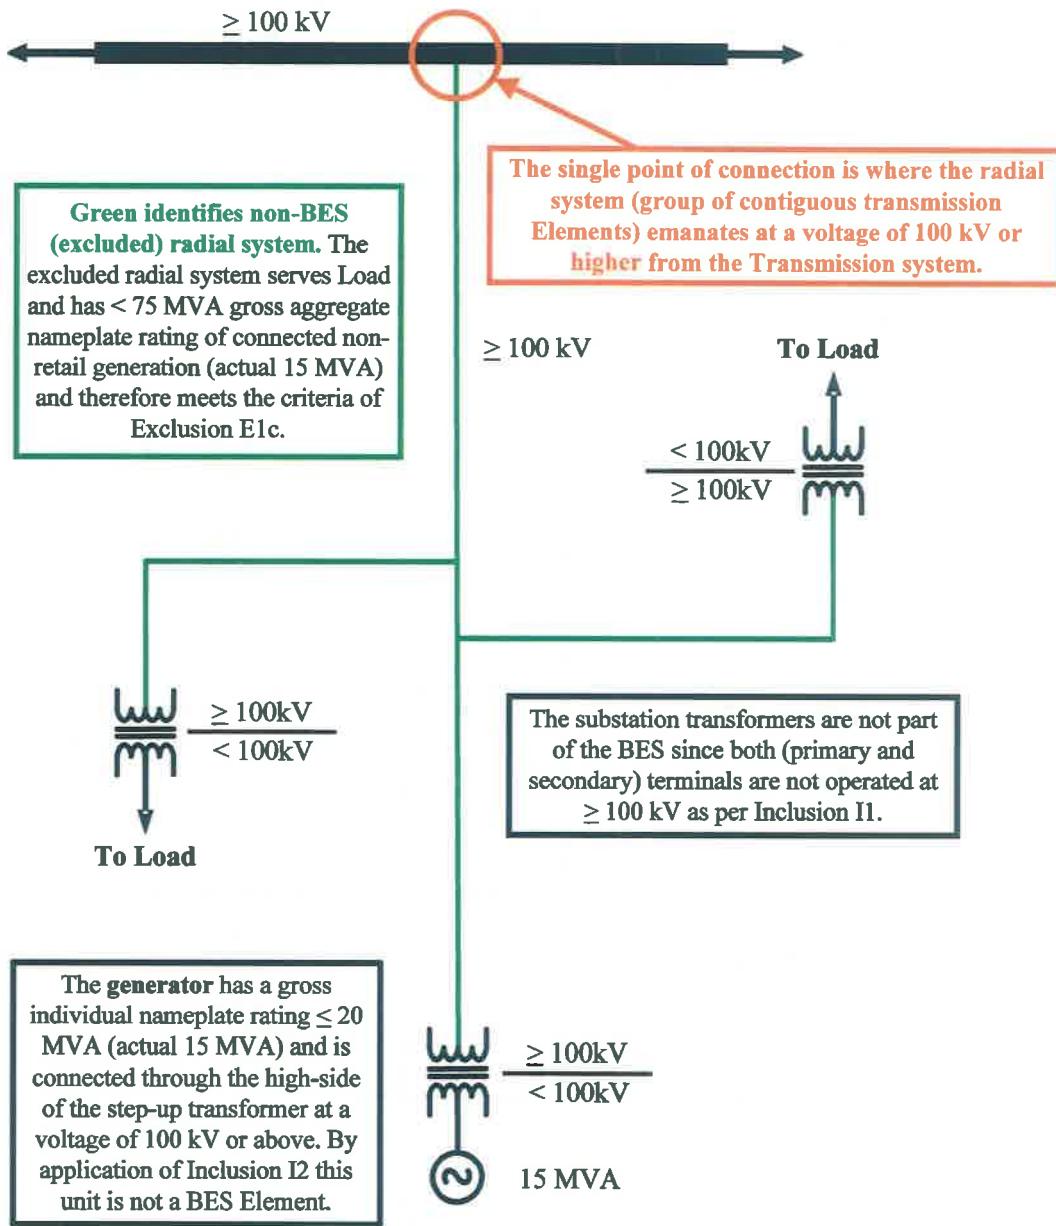 ≥ 100 kV
The single point of connection is where the radial
system (group of contiguous transmission
Elements) emanates at a voltage of 100 kV or
higher from the Transmission system.
Green identifies non-BES
(excluded) radial system. The
excluded radial system serves Load
and has < 75 MVA gross aggregate
nameplate rating of connected non-
retail generation (actual 15 MVA)
and therefore meets the criteria of
Exclusion E1c.
≥ 100 kV
To Load
< 100kV
≥ 100kV
≥ 100kV
< 100kV
To Load
The substation transformers are not part
of the BES since both (primary and
secondary) terminals are not operated at
≥ 100 kV as per Inclusion I1.
The generator has a gross
individual nameplate rating ≤ 20
MVA (actual 15 MVA) and is
connected through the high-side
of the step-up transformer at a
voltage of 100 kV or above. By
application of Inclusion I2 this
unit is not a BES Element.
≥ 100kV
< 100kV
15 MVA